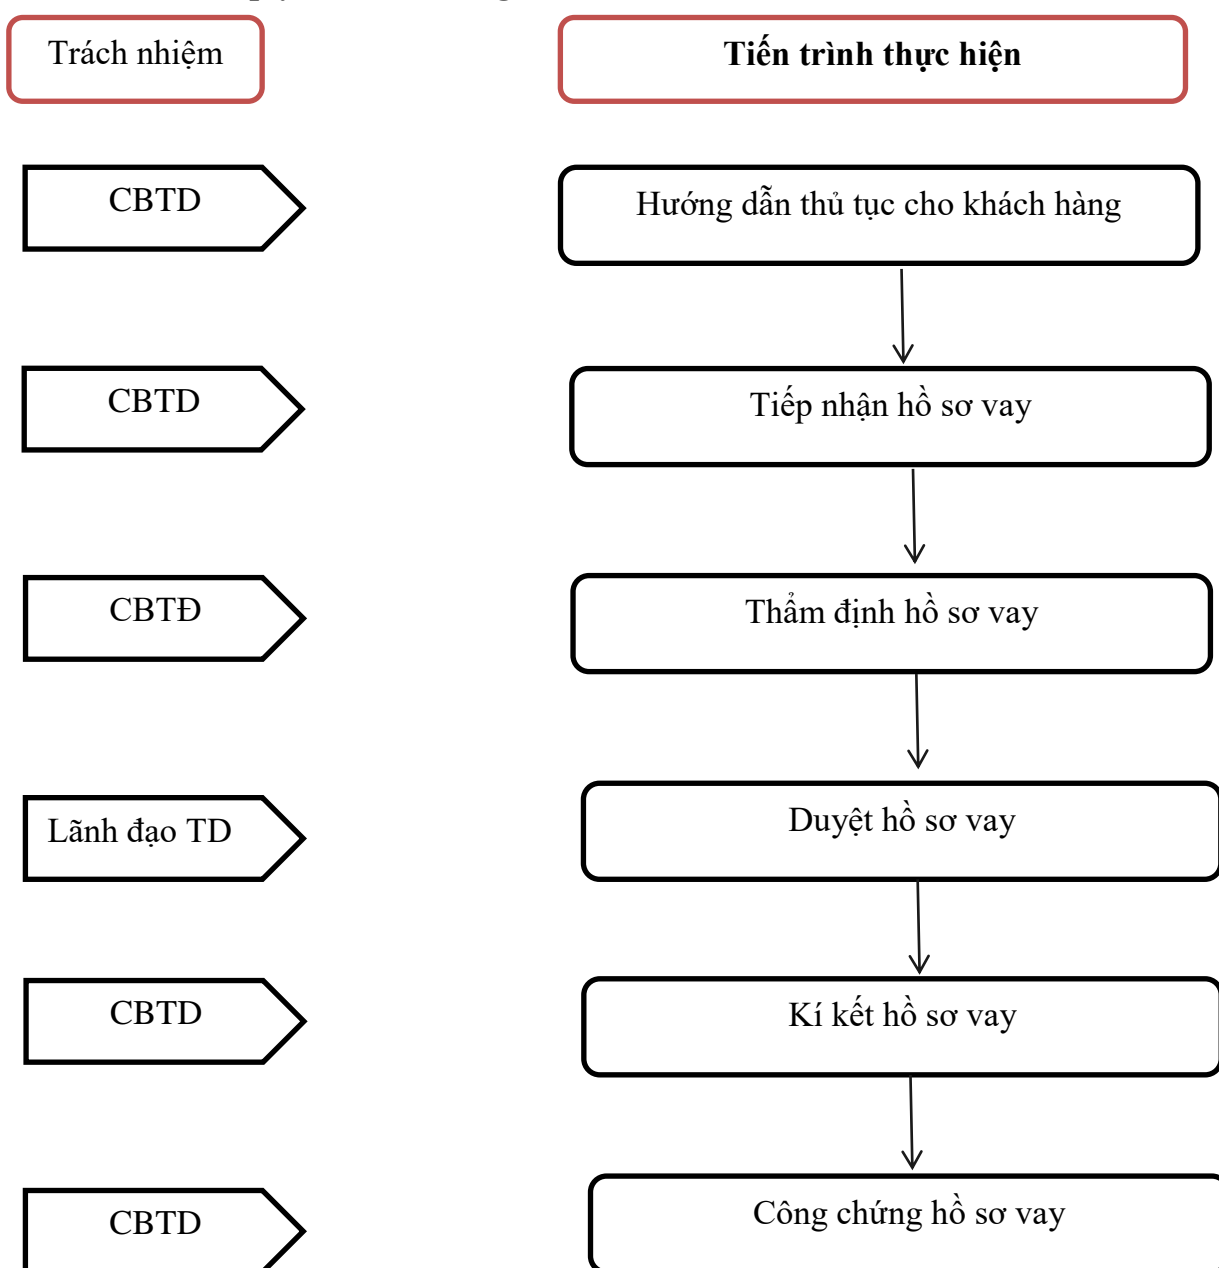 Trách nhiệm
Tiến trình thực hiện
CBTD
Hướng dẫn thủ tục cho khách hàng
CBTD
Tiếp nhận hồ sơ vay
CBTĐ
Thẩm định hồ sơ vay
Lãnh đạo TD
Duyệt hồ sơ vay
CBTD
Kí kết hồ sơ vay
CBTD
Công chứng hồ sơ vay